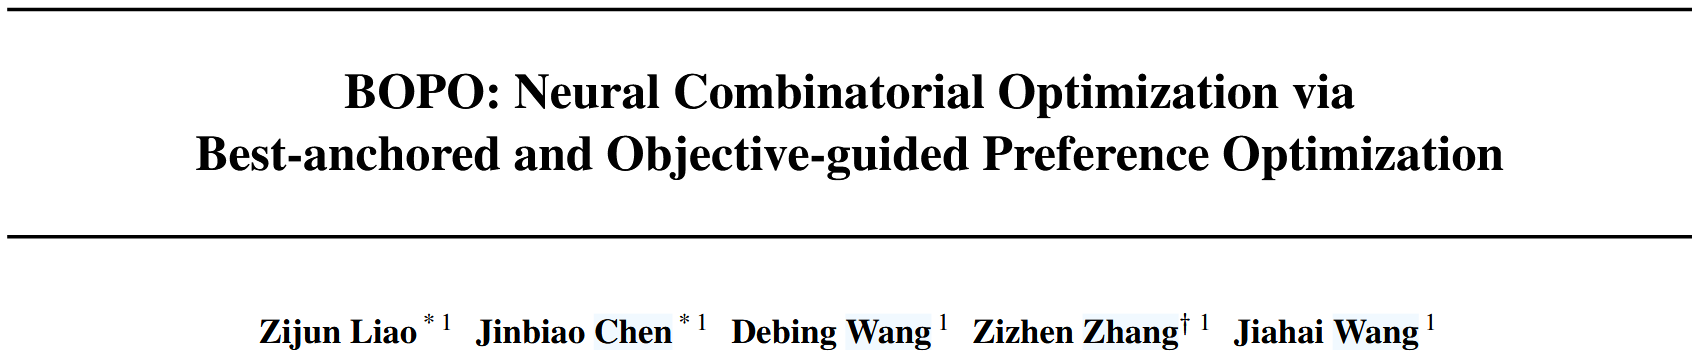 BOPO: Neural Combinatorial Optimization via
Best-anchored and Objective-guided Preference Optimization
Zijun Liao * 1 Jinbiao Chen * 1 Debing Wang 1 Zizhen Zhang† 1 Jiahai Wang 1